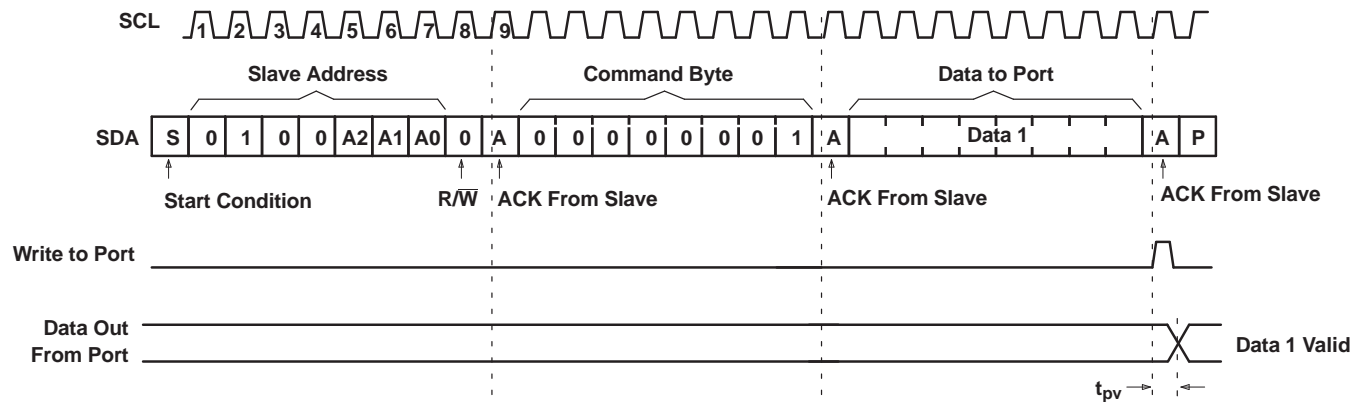 SCL 1 2 3 4 5 6 7 8 9
Slave Address Command Byte Data to Port
SDA S 0 1 0 0 A2 A1 A0 0 A 0 0 0 0 0 0 0 1 A Data 1 A P
Start Condition R/W̅ ACK From Slave ACK From Slave ACK From Slave
Write to Port
Data Out
From Port
Data 1 Valid
tpv